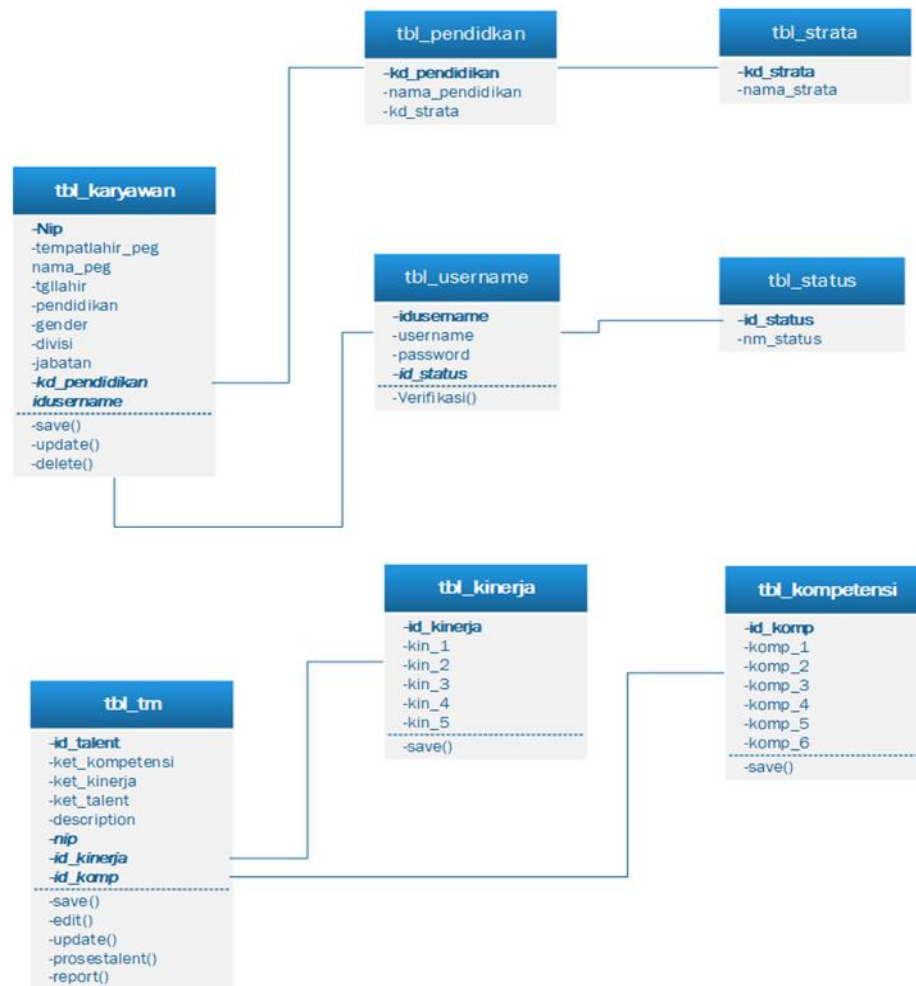 tbl_pendidkan
-kd_pendidikan
-nama_pendidikan
-kd_strata
tbl_strata
-kd_strata
-nama_strata
tbl_karyawan
-Nip
-tempatlahir_peg
nama_peg
-tgllahir
-pendidikan
-gender
-divisi
-jabatan
-kd_pendidikan
idusername
-save()
-update()
-delete()
tbl_username
-idusername
-username
-password
-id_status
-Verifikasi()
tbl_status
-id_status
-nm_status
tbl_kinerja
-id_kinerja
-kin_1
-kin_2
-kin_3
-kin_4
-kin_5
-save()
tbl_kompetensi
-id_komp
-komp_1
-komp_2
-komp_3
-komp_4
-komp_5
-komp_6
-save()
tbl_tm
-id_talent
-ket_kompetensi
-ket_kinerja
-ket_talent
-description
-nip
-id_kinerja
-id_komp
-save()
-edit()
-update()
-prosestalent()
-report()